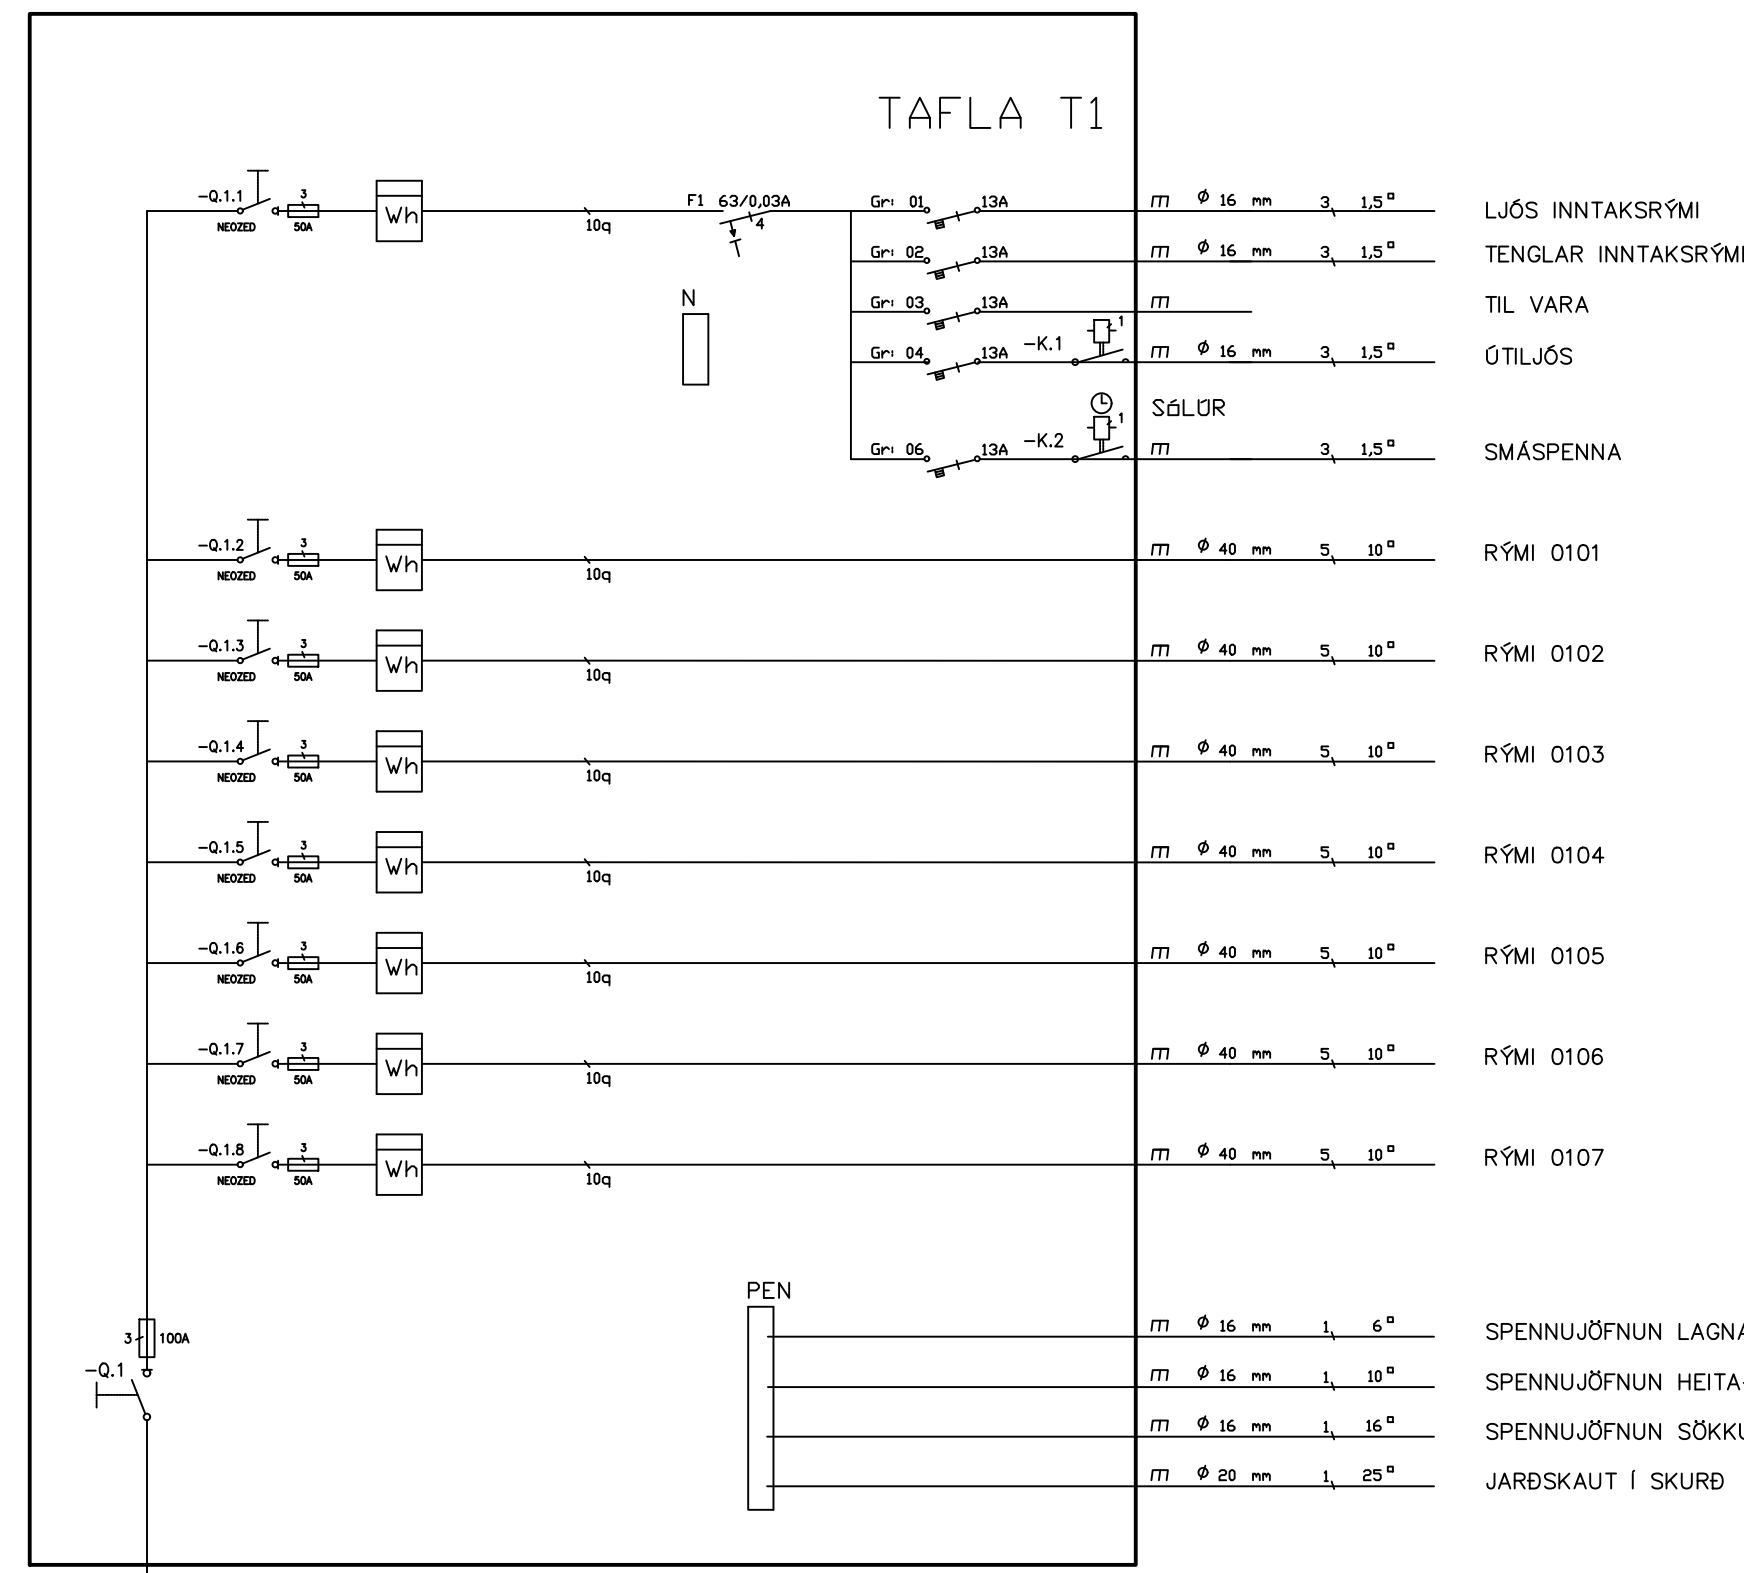 TAFLA T1
-Q.1.1 3 NEOZED 50A Wh 10q F1 63/0,03A 4 Gr: 01 13A Ø 16 mm 3 1,5 LJÓS INNTAKSRÝMI
Gr: 02 13A Ø 16 mm 3 1,5 TENGLAR INNTAKSRÝMI
N Gr: 03 13A TIL VARA
Gr: 04 13A -K.1 1 Ø 16 mm 3 1,5 ÚTILJÓS
SóLÚR
Gr: 06 13A -K.2 1 3 1,5 SMÁSPENNA
-Q.1.2 3 NEOZED 50A Wh 10q Ø 40 mm 5 10 RÝMI 0101
-Q.1.3 3 NEOZED 50A Wh 10q Ø 40 mm 5 10 RÝMI 0102
-Q.1.4 3 NEOZED 50A Wh 10q Ø 40 mm 5 10 RÝMI 0103
-Q.1.5 3 NEOZED 50A Wh 10q Ø 40 mm 5 10 RÝMI 0104
-Q.1.6 3 NEOZED 50A Wh 10q Ø 40 mm 5 10 RÝMI 0105
-Q.1.7 3 NEOZED 50A Wh 10q Ø 40 mm 5 10 RÝMI 0106
-Q.1.8 3 NEOZED 50A Wh 10q Ø 40 mm 5 10 RÝMI 0107
PEN
3 100A Ø 16 mm 1 6 SPENNUJÖFNUN LAGNA
-Q.1 Ø 16 mm 1 10 SPENNUJÖFNUN HEITA
Ø 16 mm 1 16 SPENNUJÖFNUN SÖKKU
Ø 20 mm 1 25 JARÐSKAUT Í SKURÐ